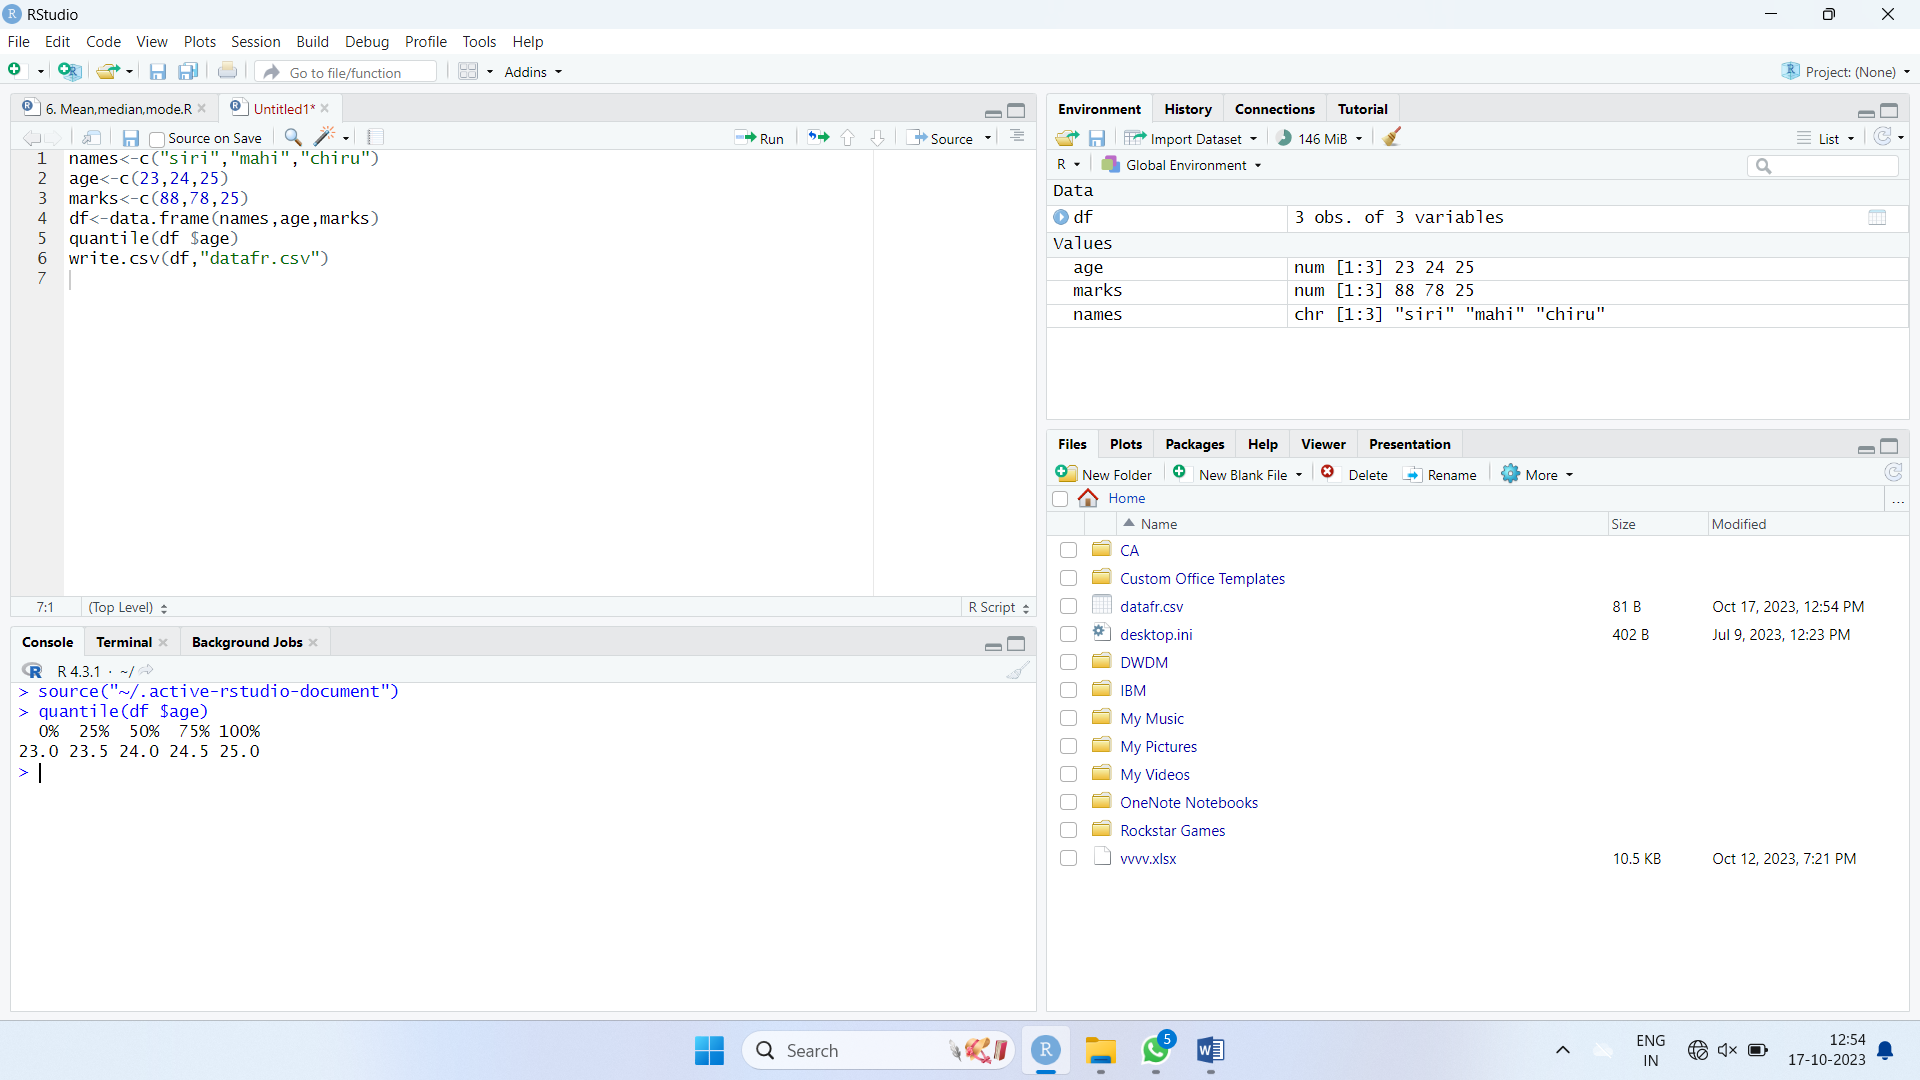 RStudio
File Edit Code View Plots Session Build Debug Profile Tools Help
Go to file/function Addins Project: (None)
6. Mean,median,mode.R Untitled1*
Source on Save Run Source
1 names<-c("siri","mahi","chiru")
2 age<-c(23,24,25)
3 marks<-c(88,78,25)
4 df<-data.frame(names,age,marks)
5 quantile(df $age)
6 write.csv(df,"datafr.csv")
7
7:1 (Top Level) R Script
Console Terminal Background Jobs
R 4.3.1 · ~/
> source("~/.active-rstudio-document")
> quantile(df $age)
0% 25% 50% 75% 100%
23.0 23.5 24.0 24.5 25.0
>
Environment History Connections Tutorial
Import Dataset 146 MiB List
R Global Environment
Data
df 3 obs. of 3 variables
Values
age num [1:3] 23 24 25
marks num [1:3] 88 78 25
names chr [1:3] "siri" "mahi" "chiru"
Files Plots Packages Help Viewer Presentation
New Folder New Blank File Delete Rename More
Home ...
Name Size Modified
CA
Custom Office Templates
datafr.csv 81 B Oct 17, 2023, 12:54 PM
desktop.ini 402 B Jul 9, 2023, 12:23 PM
DWDM
IBM
My Music
My Pictures
My Videos
OneNote Notebooks
Rockstar Games
vvvv.xlsx 10.5 KB Oct 12, 2023, 7:21 PM
Search 5 ENG 12:54
IN 17-10-2023